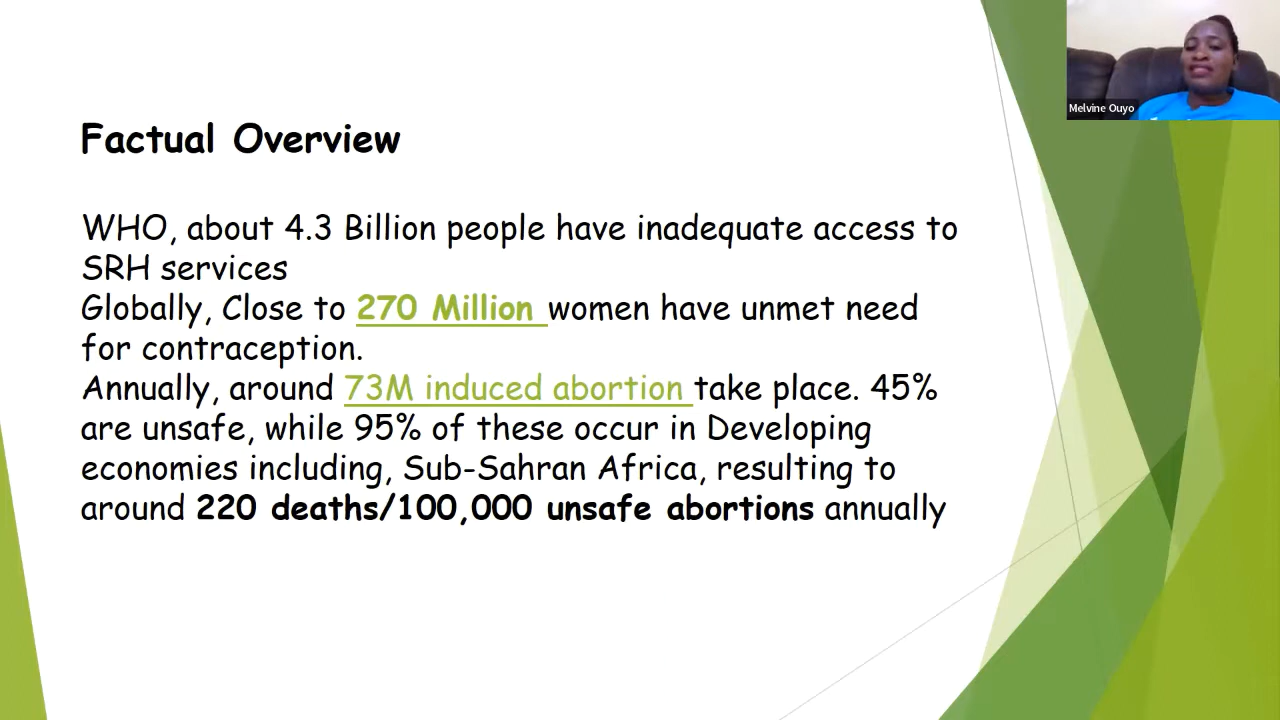 Melvine Ouyo
Factual Overview
WHO, about 4.3 Billion people have inadequate access to
SRH services
Globally, Close to 270 Million women have unmet need
for contraception.
Annually, around 73M induced abortion take place. 45%
are unsafe, while 95% of these occur in Developing
economies including, Sub-Sahran Africa, resulting to
around 220 deaths/100,000 unsafe abortions annually